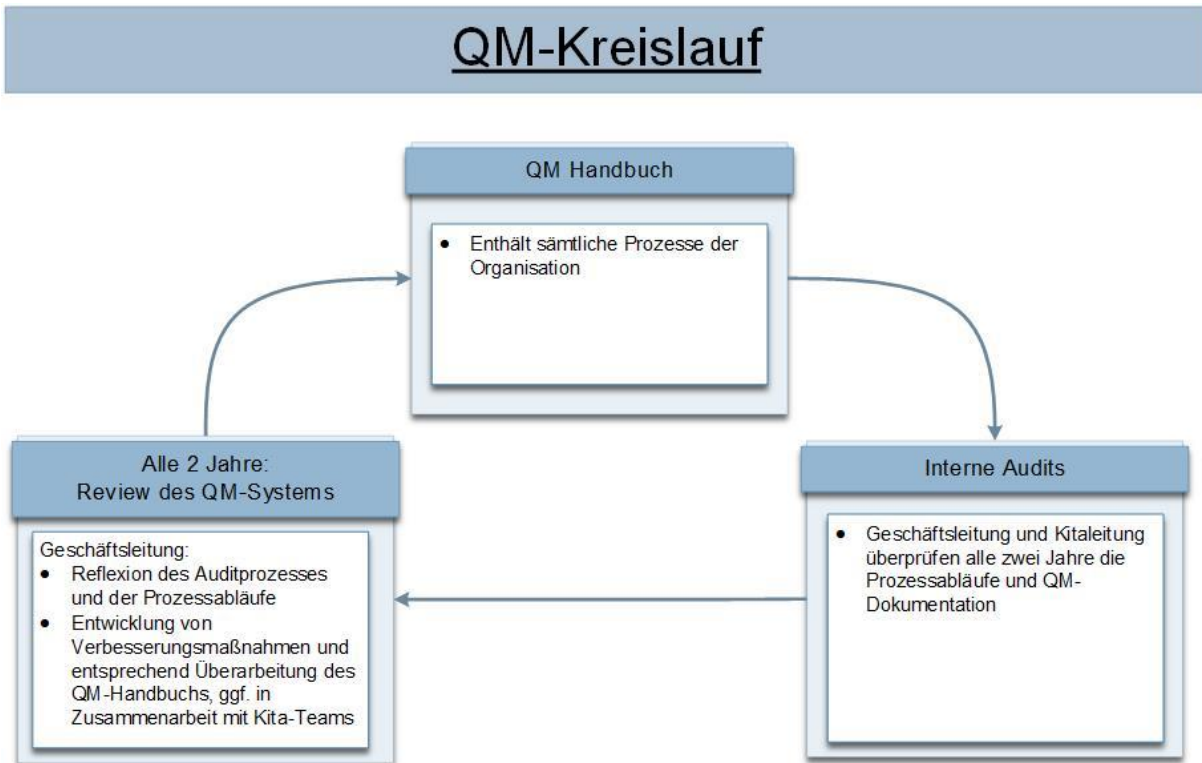 QM-Kreislauf
QM Handbuch
• Enthält sämtliche Prozesse der
Organisation
Alle 2 Jahre:
Review des QM-Systems
Geschäftsleitung:
• Reflexion des Auditprozesses
und der Prozessabläufe
• Entwicklung von
Verbesserungsmaßnahmen und
entsprechend Überarbeitung des
QM-Handbuchs, ggf. in
Zusammenarbeit mit Kita-Teams
Interne Audits
• Geschäftsleitung und Kitaleitung
überprüfen alle zwei Jahre die
Prozessabläufe und QM-
Dokumentation